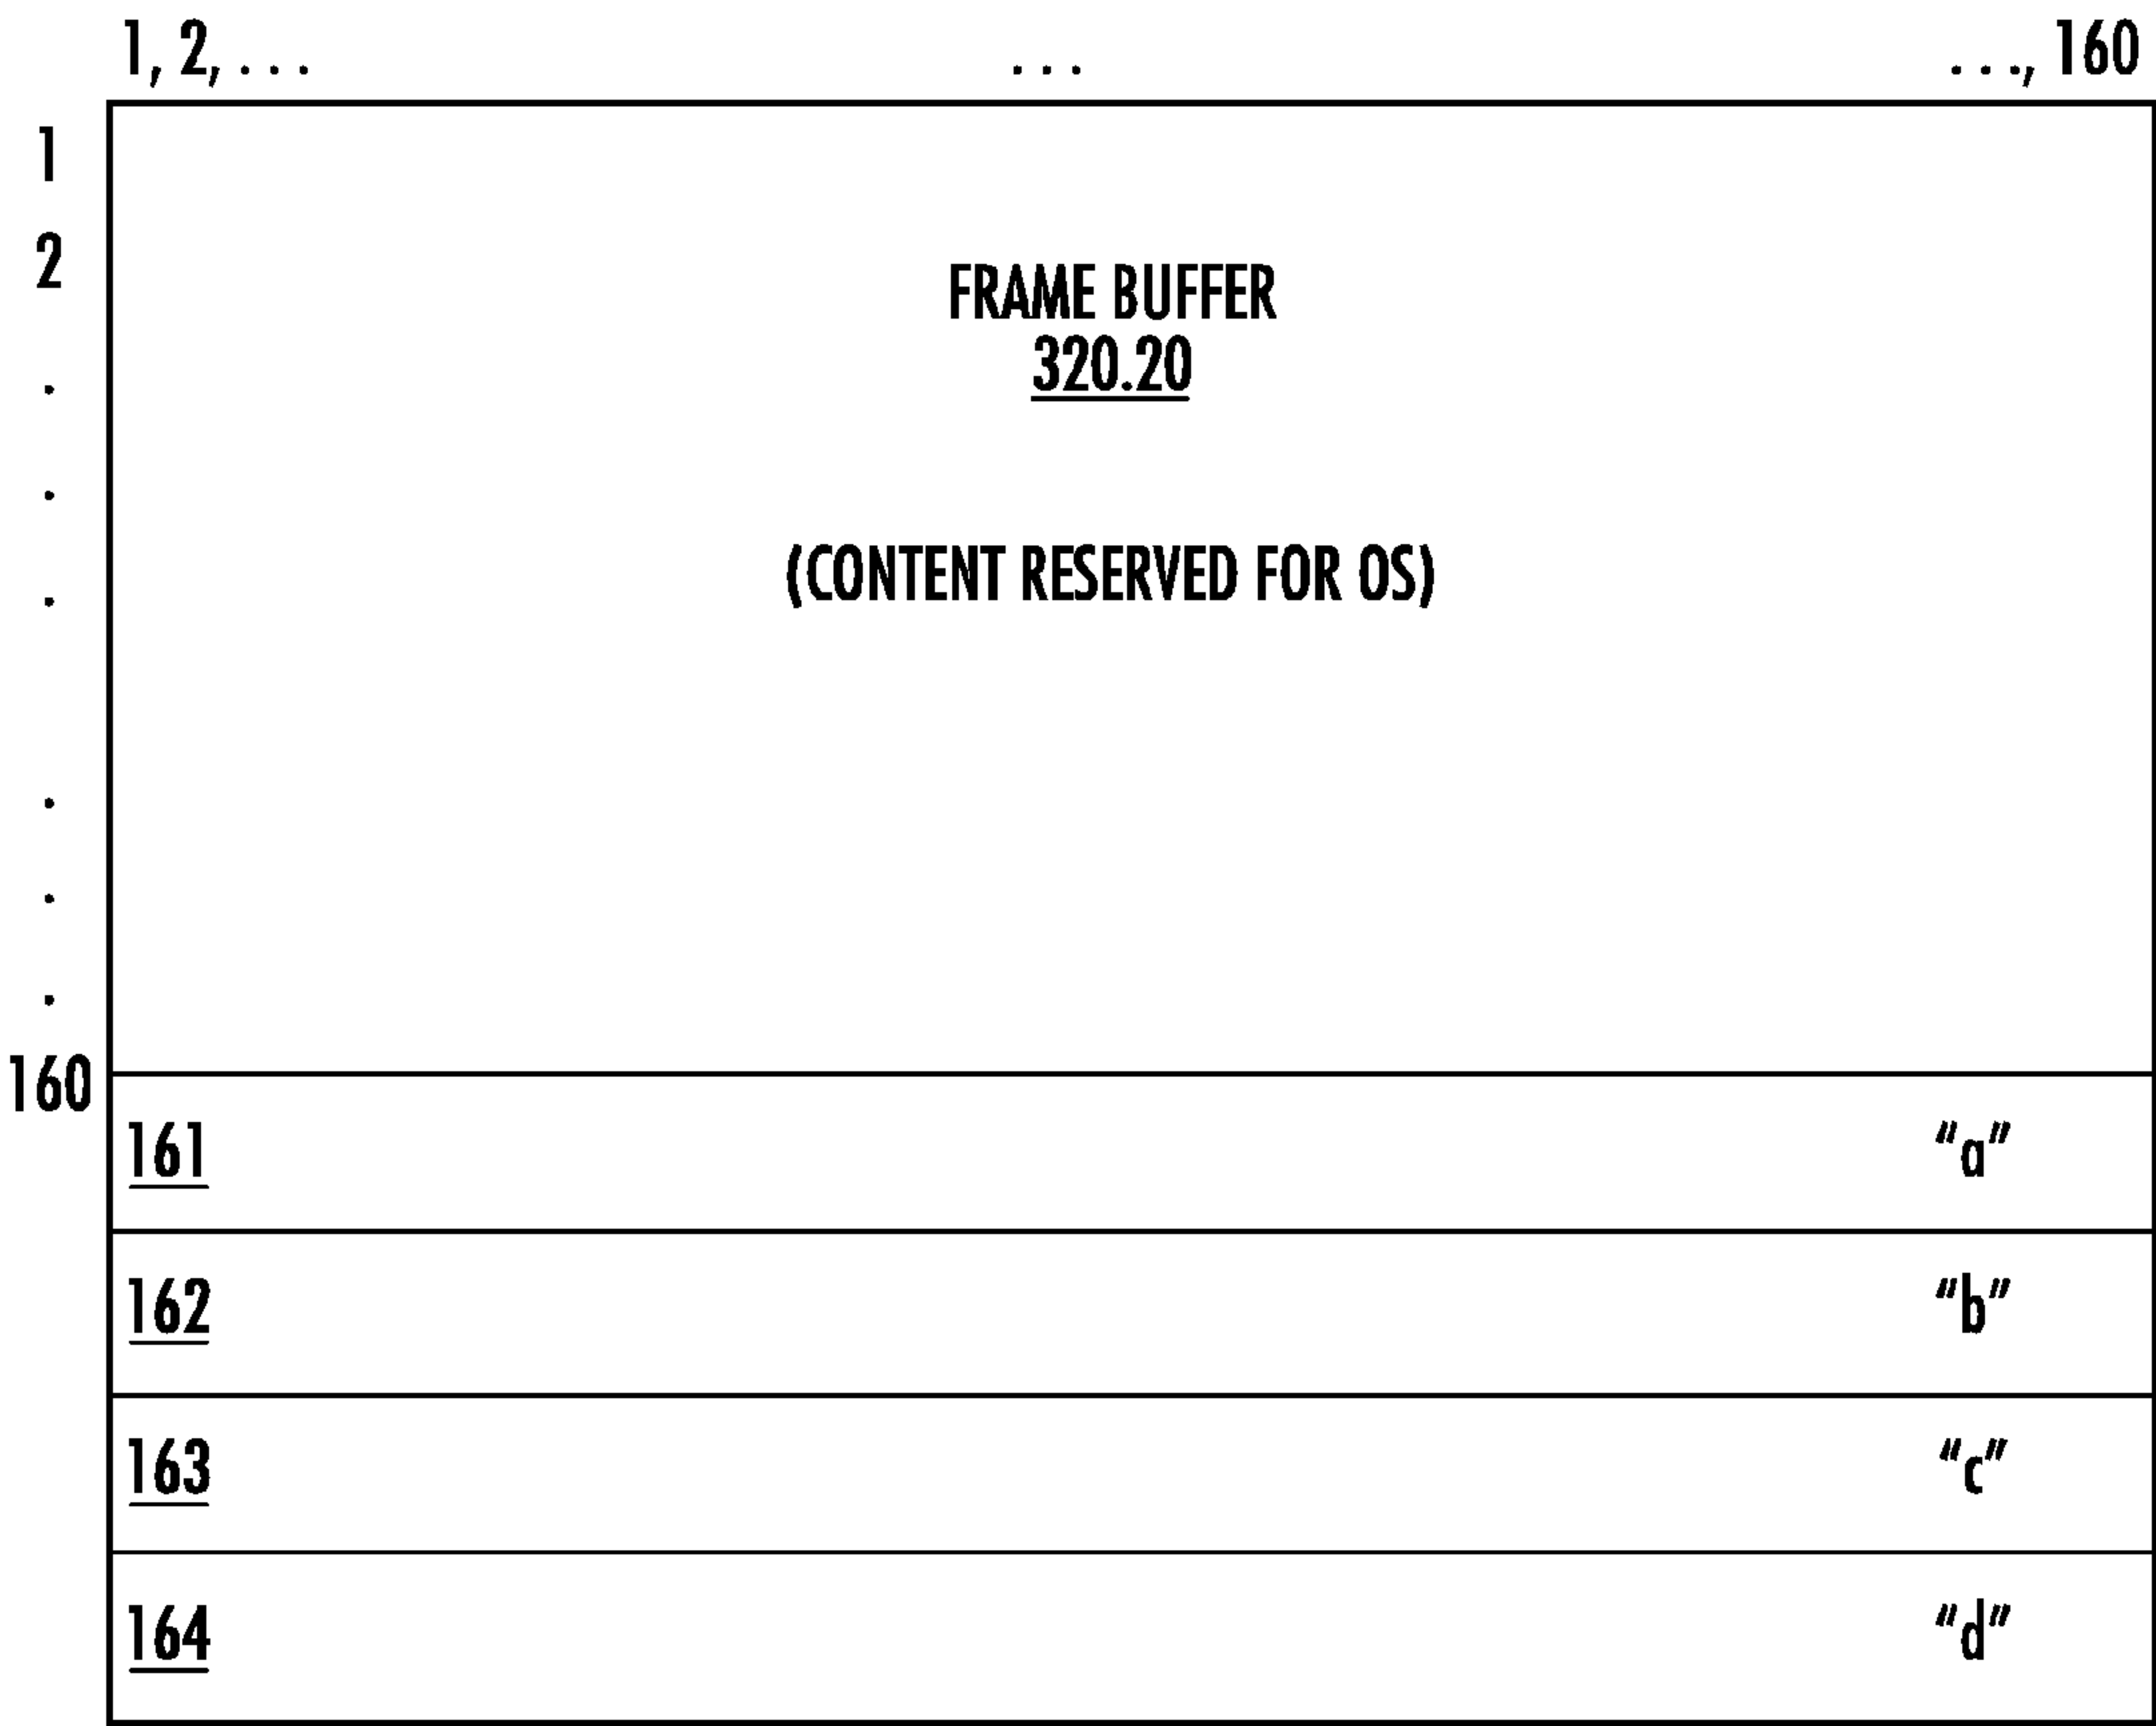 1, 2, . . . . . . . . ., 160
1
2
.
.
.
FRAME BUFFER
320.20
(CONTENT RESERVED FOR OS)
.
.
.
160
161 “a”
162 “b”
163 “c”
164 “d”